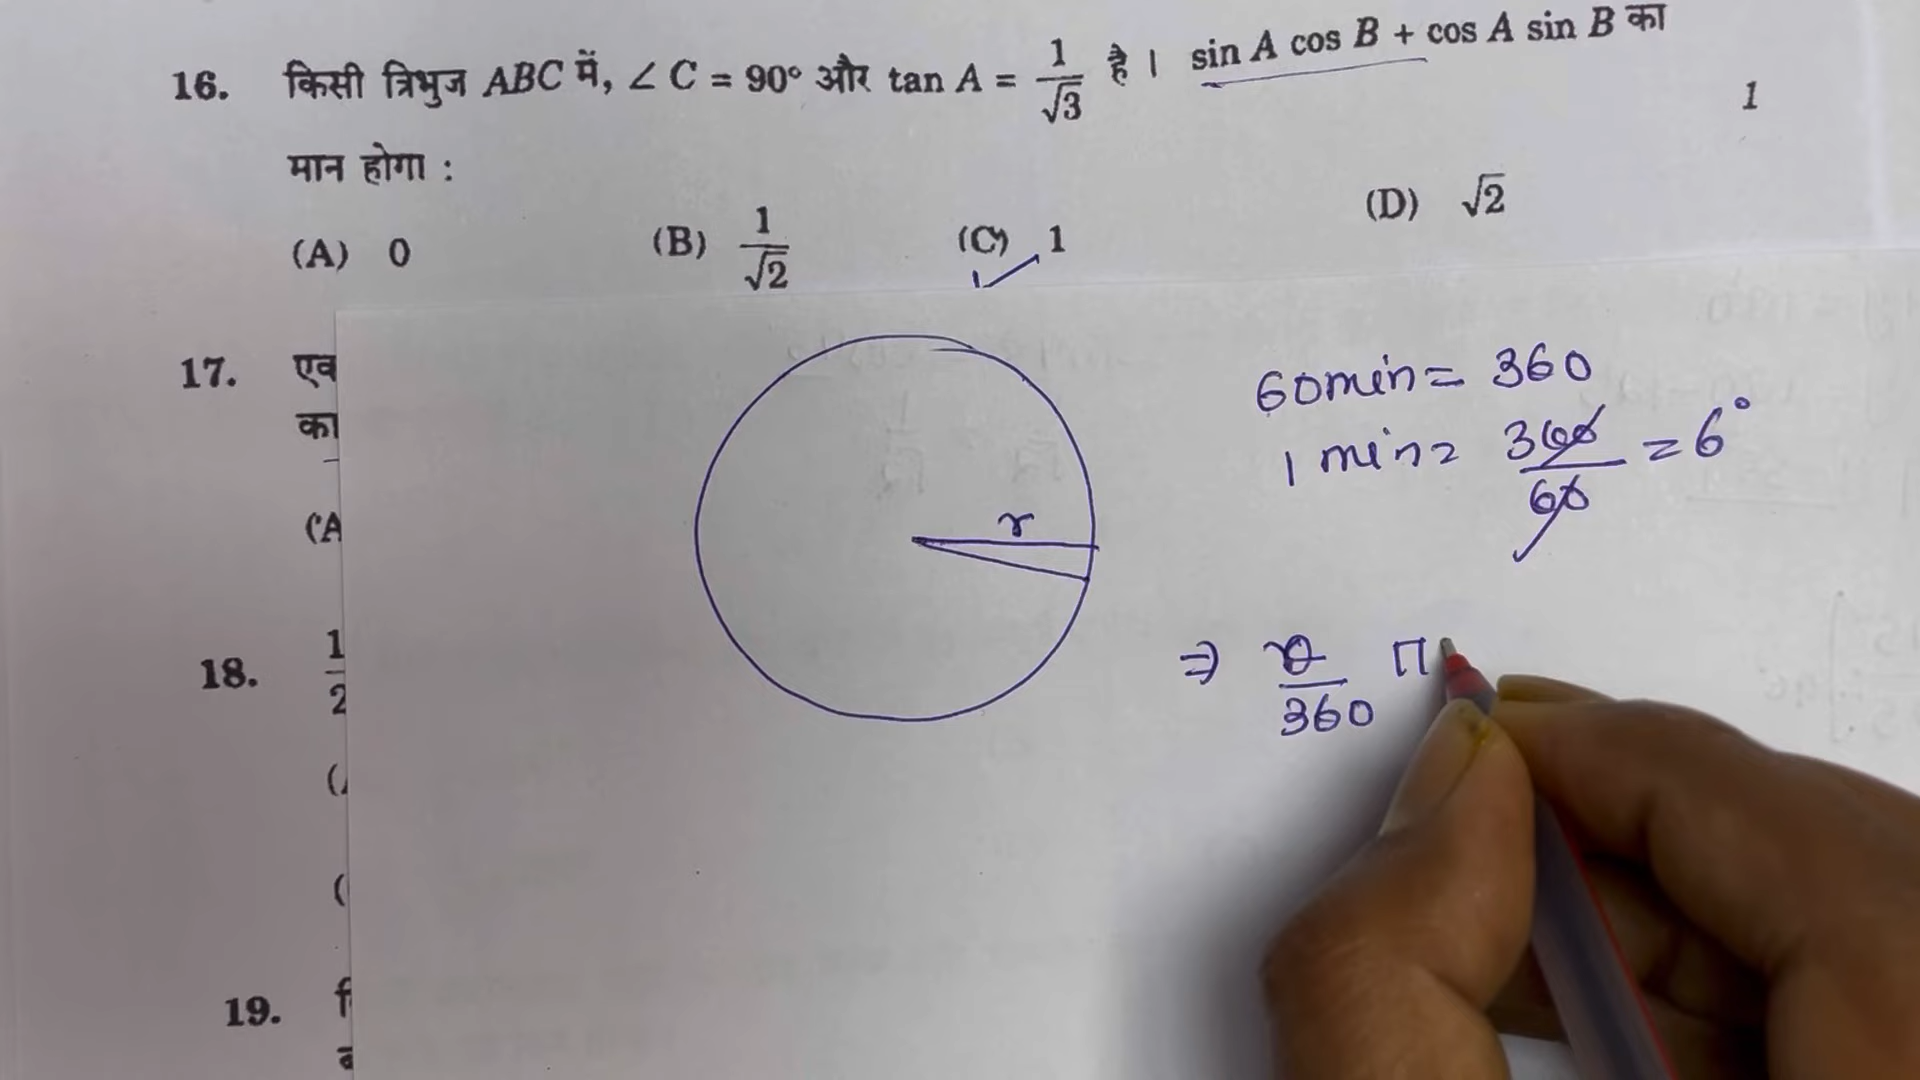 16. किसी त्रिभुज ABC में, ∠C = 90° और tan A = 1/√3 है । sin A cos B + cos A sin B का
मान होगा : 1
(A) 0 (B) 1/√2 (C) 1 (D) √2
17. एव
का
(A
18. 1/2
(
19.
60min = 360
1 min = 360/60 = 6°
r
⇒ θ/360 π